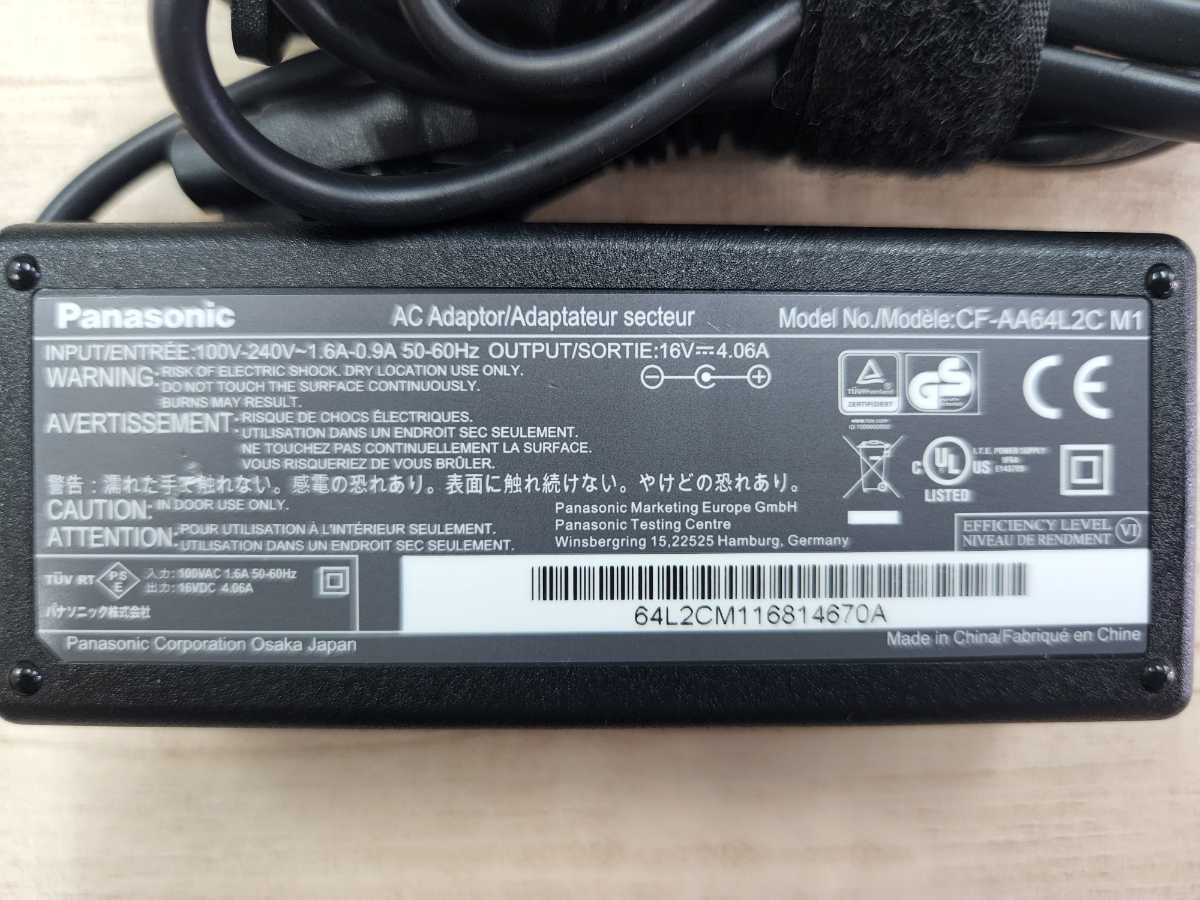 Panasonic AC Adaptor/Adaptateur secteur Model No./Modèle:CF-AA64L2C M1
INPUT/ENTRÉE:100V-240V~1.6A-0.9A 50-60Hz OUTPUT/SORTIE:16V⎓4.06A
WARNING: RISK OF ELECTRIC SHOCK. DRY LOCATION USE ONLY.
DO NOT TOUCH THE SURFACE CONTINUOUSLY.
BURNS MAY RESULT.
AVERTISSEMENT: RISQUE DE CHOCS ÉLECTRIQUES.
UTILISATION DANS UN ENDROIT SEC SEULEMENT.
NE TOUCHEZ PAS CONTINUELLEMENT LA SURFACE.
VOUS RISQUERIEZ DE VOUS BRÛLER.
警告：濡れた手で触れない。感電の恐れあり。表面に触れ続けない。やけどの恐れあり。
CAUTION: IN DOOR USE ONLY.
ATTENTION: POUR UTILISATION À L'INTÉRIEUR SEULEMENT.
UTILISATION DANS UN ENDROIT SEC SEULEMENT.
Panasonic Marketing Europe GmbH
Panasonic Testing Centre
Winsbergring 15,22525 Hamburg, Germany
CERTIFIED
GS
CE
C UL US
LISTED
I.T.E. POWER SUPPLY
EFFICIENCY LEVEL VI
NIVEAU DE RENDMENT
TÜV RT PSE 入力: 100VAC 1.6A 50-60Hz
出力: 16VDC 4.06A
パナソニック株式会社
64L2CM116814670A
Panasonic Corporation Osaka Japan
Made in China/Fabriqué en Chine